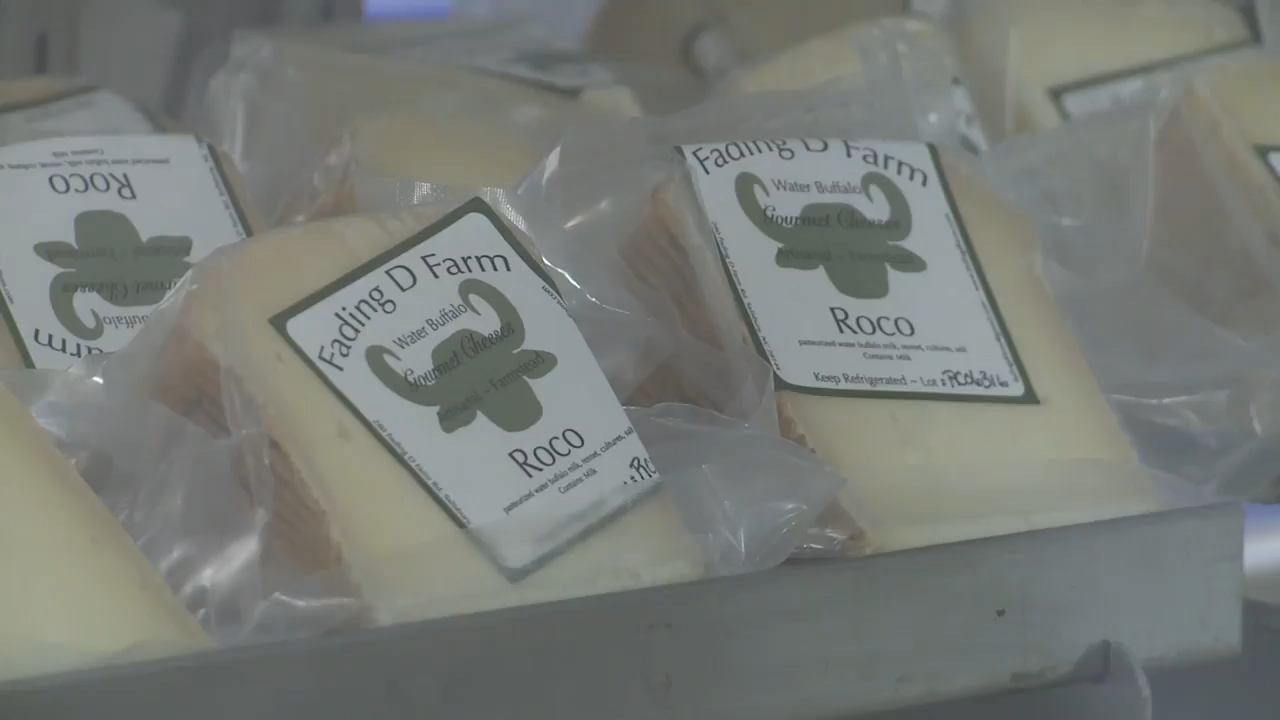 Roco
Fading D Farm
Water Buffalo
Gourmet Cheeses
Artisanal ~ Farmstead
Roco
pasteurized water buffalo milk, rennet, cultures, salt
Contains: Milk
Fading D Farm
Water Buffalo
Gourmet Cheeses
Artisanal ~ Farmstead
Roco
pasteurized water buffalo milk, rennet, cultures, salt
Contains: Milk
Keep Refrigerated ~ Lot #